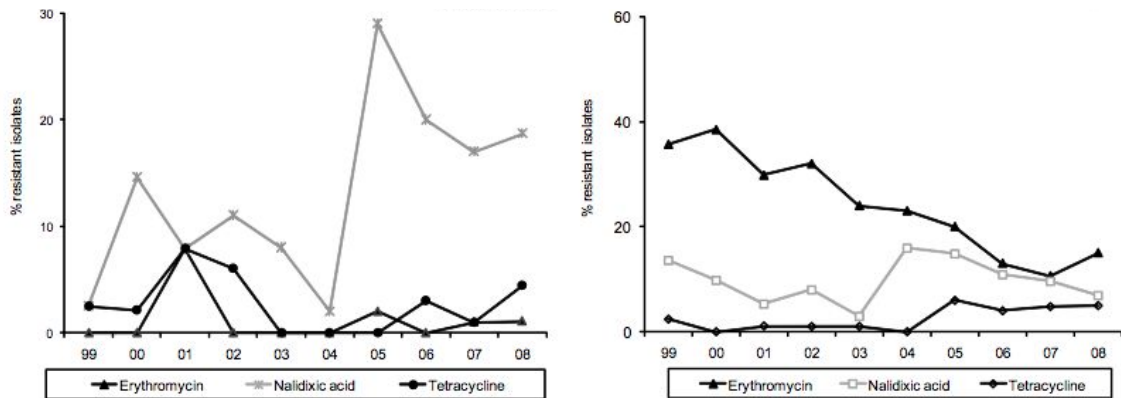 30
20
10
0
% resistant isolates
99 00 01 02 03 04 05 06 07 08
Erythromycin Nalidixic acid Tetracycline
60
40
20
0
% resistant isolates
99 00 01 02 03 04 05 06 07 08
Erythromycin Nalidixic acid Tetracycline